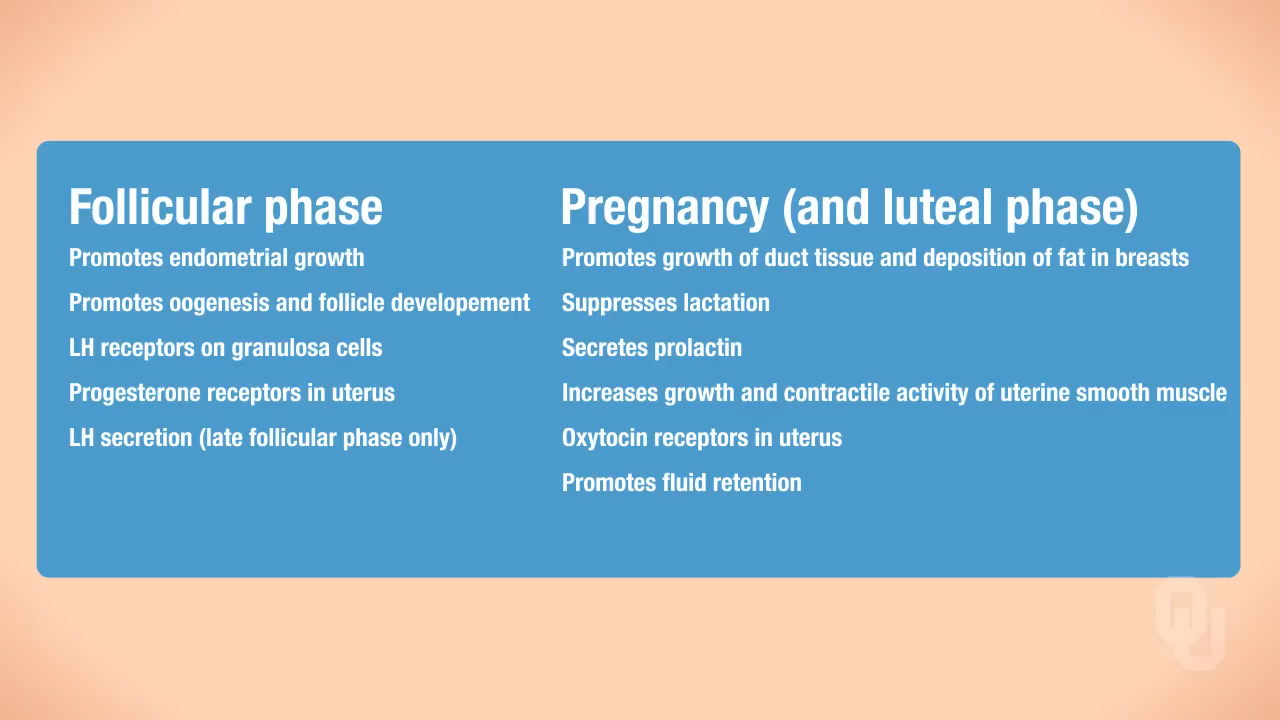 Follicular phase
Promotes endometrial growth
Promotes oogenesis and follicle developement
LH receptors on granulosa cells
Progesterone receptors in uterus
LH secretion (late follicular phase only)
Pregnancy (and luteal phase)
Promotes growth of duct tissue and deposition of fat in breasts
Suppresses lactation
Secretes prolactin
Increases growth and contractile activity of uterine smooth muscle
Oxytocin receptors in uterus
Promotes fluid retention
OU